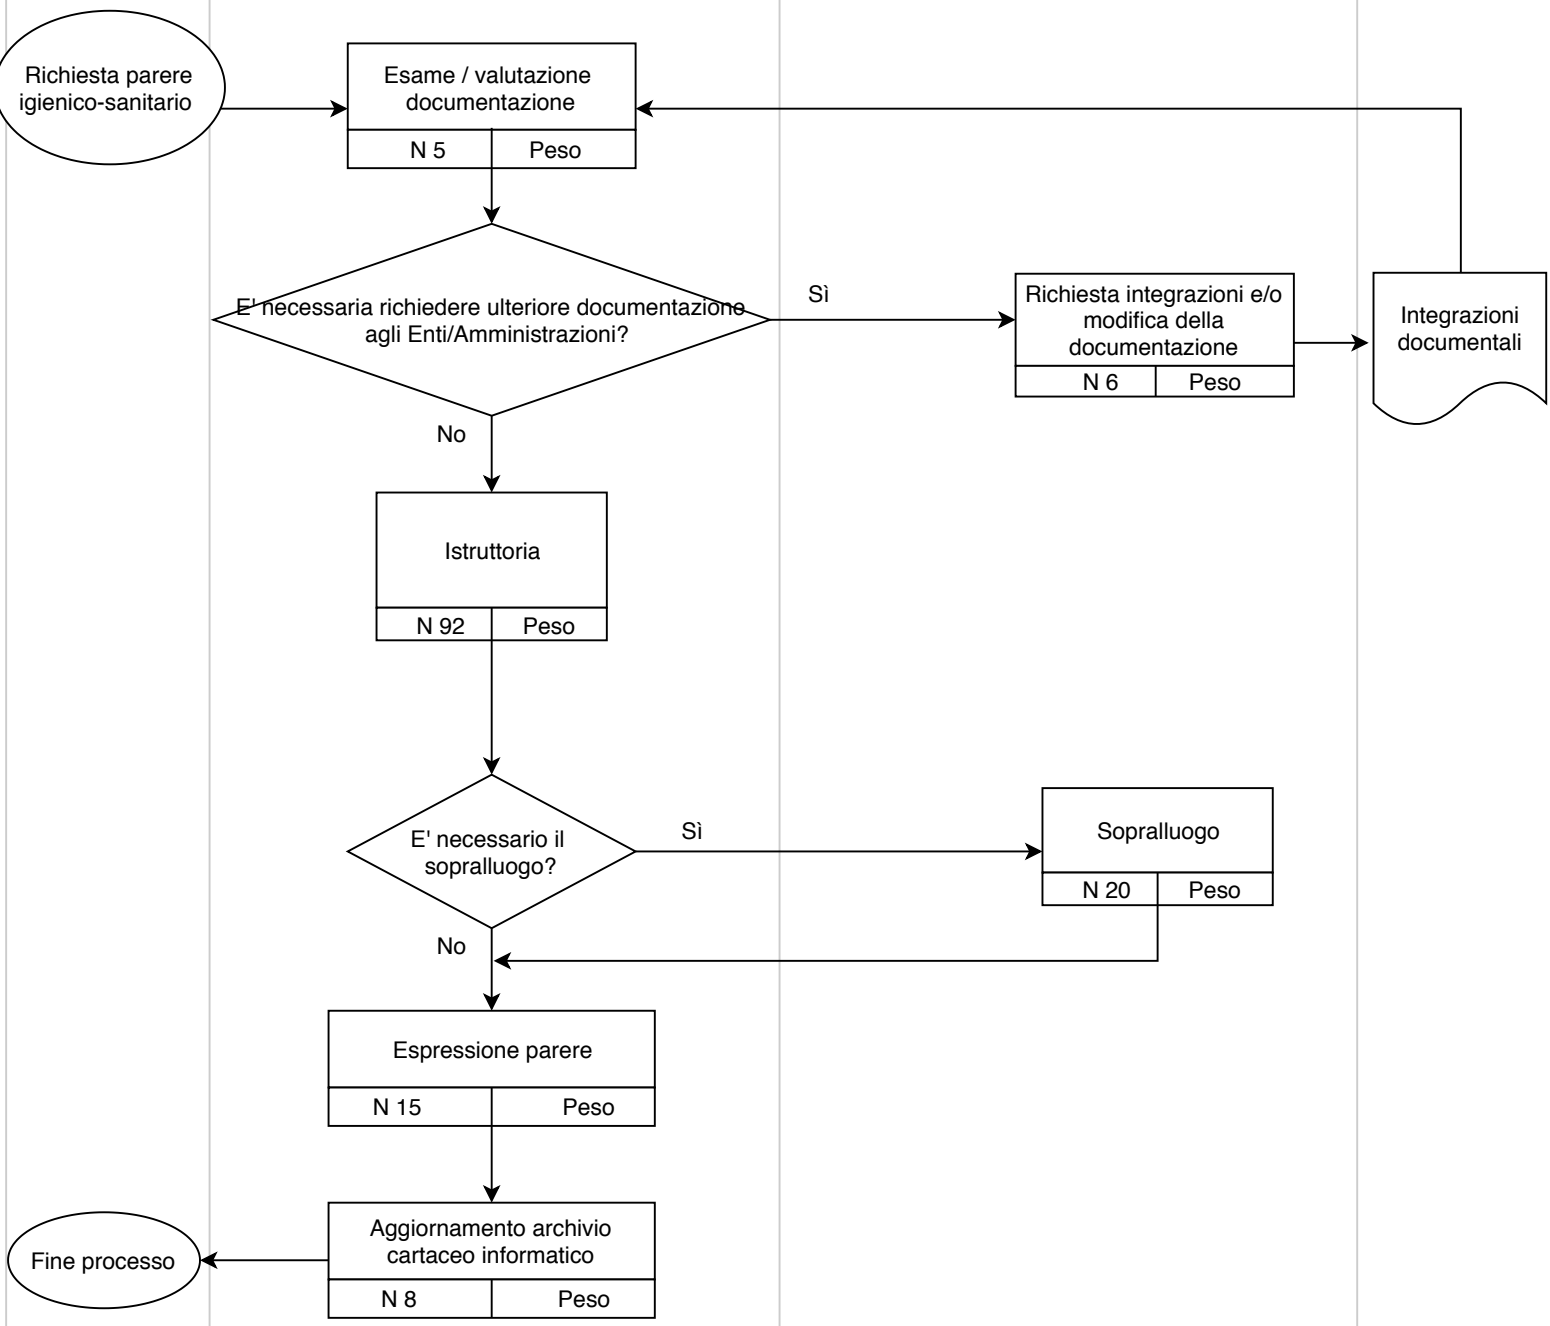 Richiesta parere
igienico-sanitario
Esame / valutazione
documentazione
N 5
Peso
E' necessaria richiedere ulteriore documentazione
agli Enti/Amministrazioni?
Sì
Richiesta integrazioni e/o
modifica della
documentazione
N 6
Peso
Integrazioni
documentali
No
Istruttoria
N 92
Peso
E' necessario il
sopralluogo?
Sì
Sopralluogo
N 20
Peso
No
Espressione parere
N 15
Peso
Aggiornamento archivio
cartaceo informatico
N 8
Peso
Fine processo